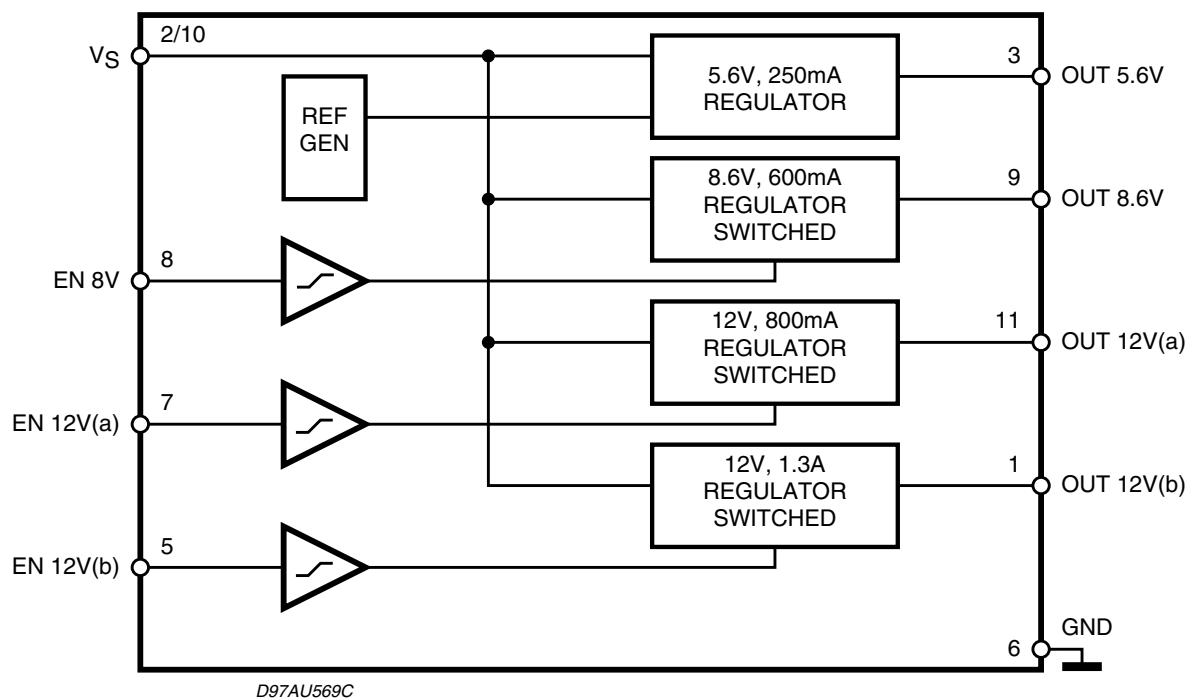 2/10
VS
5.6V, 250mA
REGULATOR
3
OUT 5.6V
REF
GEN
8.6V, 600mA
REGULATOR
SWITCHED
9
OUT 8.6V
8
EN 8V
12V, 800mA
REGULATOR
SWITCHED
11
OUT 12V(a)
7
EN 12V(a)
12V, 1.3A
REGULATOR
SWITCHED
1
OUT 12V(b)
5
EN 12V(b)
GND
6
D97AU569C